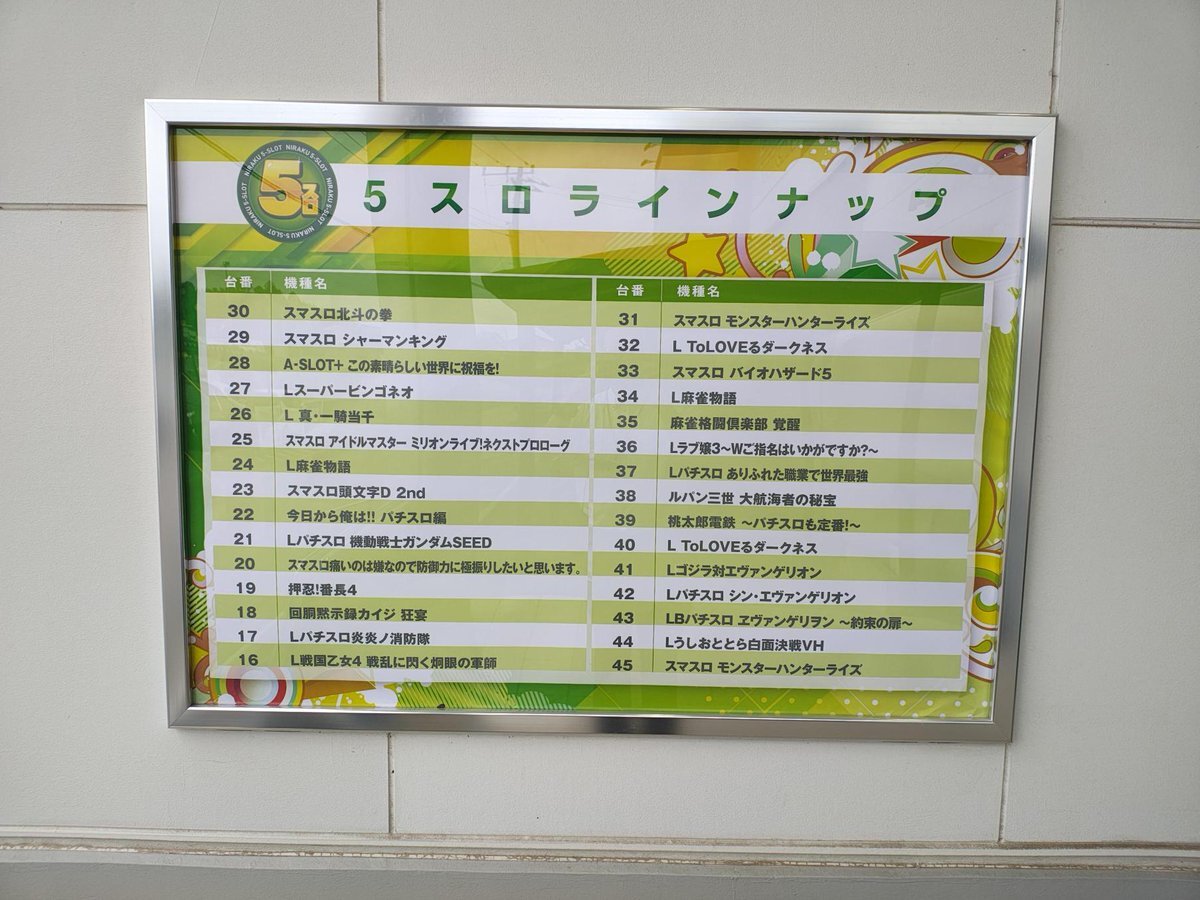 NIRAKU 5-SLOT NIRAKU 5-SLOT NIRAKU 5-SLOT NIRAKU 5-SLOT
5スロ
5スロラインナップ
台番 機種名
30 スマスロ北斗の拳
29 スマスロ シャーマンキング
28 A-SLOT+ この素晴らしい世界に祝福を!
27 Lスーパービンゴネオ
26 L 真・一騎当千
25 スマスロ アイドルマスター ミリオンライブ!ネクストプロローグ
24 L麻雀物語
23 スマスロ頭文字D 2nd
22 今日から俺は!! パチスロ編
21 Lパチスロ 機動戦士ガンダムSEED
20 スマスロ痛いのは嫌なので防御力に極振りしたいと思います。
19 押忍!番長4
18 回胴黙示録カイジ 狂宴
17 Lパチスロ炎炎ノ消防隊
16 L戦国乙女4 戦乱に閃く炯眼の軍師
台番 機種名
31 スマスロ モンスターハンターライズ
32 L ToLOVEるダークネス
33 スマスロ バイオハザード5
34 L麻雀物語
35 麻雀格闘倶楽部 覚醒
36 Lラブ嬢3~Wご指名はいかがですか?~
37 Lパチスロ ありふれた職業で世界最強
38 ルパン三世 大航海者の秘宝
39 桃太郎電鉄 ~パチスロも定番!~
40 L ToLOVEるダークネス
41 Lゴジラ対エヴァンゲリオン
42 Lパチスロ シン・エヴァンゲリオン
43 LBパチスロ ヱヴァンゲリヲン ~約束の扉~
44 Lうしおととら白面決戦VH
45 スマスロ モンスターハンターライズ